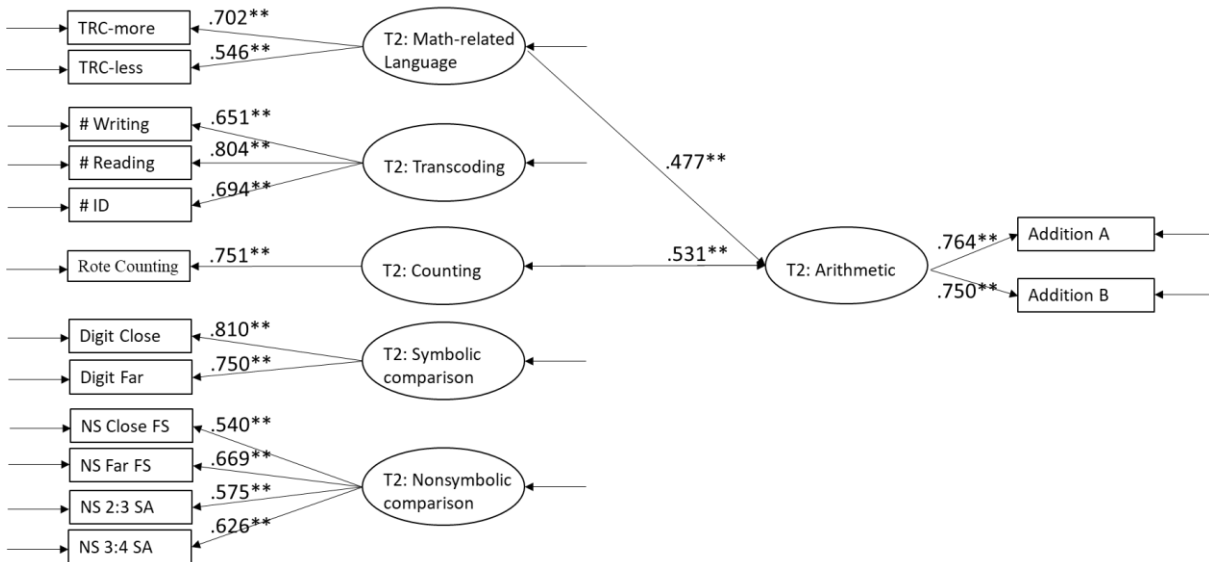 TRC-more
.702**
T2: Math-related
Language
TRC-less
.546**
# Writing
.651**
# Reading
.804**
T2: Transcoding
# ID
.694**
.477**
Rote Counting
.751**
T2: Counting
.531**
T2: Arithmetic
Addition A
.764**
Addition B
.750**
Digit Close
.810**
T2: Symbolic
comparison
Digit Far
.750**
NS Close FS
.540**
NS Far FS
.669**
T2: Nonsymbolic
comparison
NS 2:3 SA
.575**
NS 3:4 SA
.626**